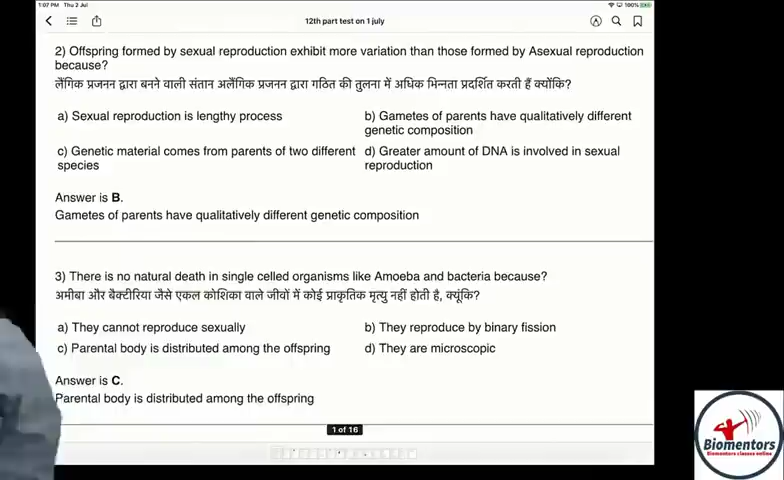 1:07 PM Thu 2 Jul
100%
12th part test on 1 july
2) Offspring formed by sexual reproduction exhibit more variation than those formed by Asexual reproduction
because?
लैंगिक प्रजनन द्वारा बनने वाली संतान अलैंगिक प्रजनन द्वारा गठित की तुलना में अधिक भिन्नता प्रदर्शित करती हैं क्योंकि?
a) Sexual reproduction is lengthy process
b) Gametes of parents have qualitatively different
genetic composition
c) Genetic material comes from parents of two different
species
d) Greater amount of DNA is involved in sexual
reproduction
Answer is B.
Gametes of parents have qualitatively different genetic composition
3) There is no natural death in single celled organisms like Amoeba and bacteria because?
अमीबा और बैक्टीरिया जैसे एकल कोशिका वाले जीवों में कोई प्राकृतिक मृत्यु नहीं होती है, क्यूंकि?
a) They cannot reproduce sexually
b) They reproduce by binary fission
c) Parental body is distributed among the offspring
d) They are microscopic
Answer is C.
Parental body is distributed among the offspring
1 of 16
Biomentors
Biomentors classes online